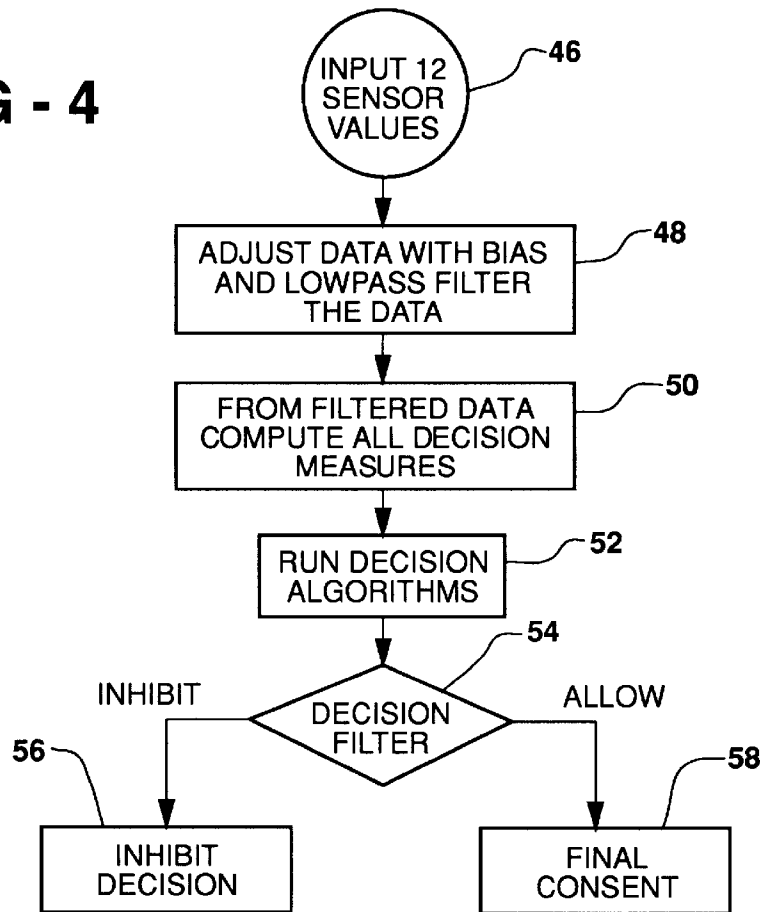 G - 4
INPUT 12
SENSOR
VALUES
46
ADJUST DATA WITH BIAS
AND LOWPASS FILTER
THE DATA
48
FROM FILTERED DATA
COMPUTE ALL DECISION
MEASURES
50
RUN DECISION
ALGORITHMS
52
54
INHIBIT
DECISION
FILTER
ALLOW
56
INHIBIT
DECISION
58
FINAL
CONSENT